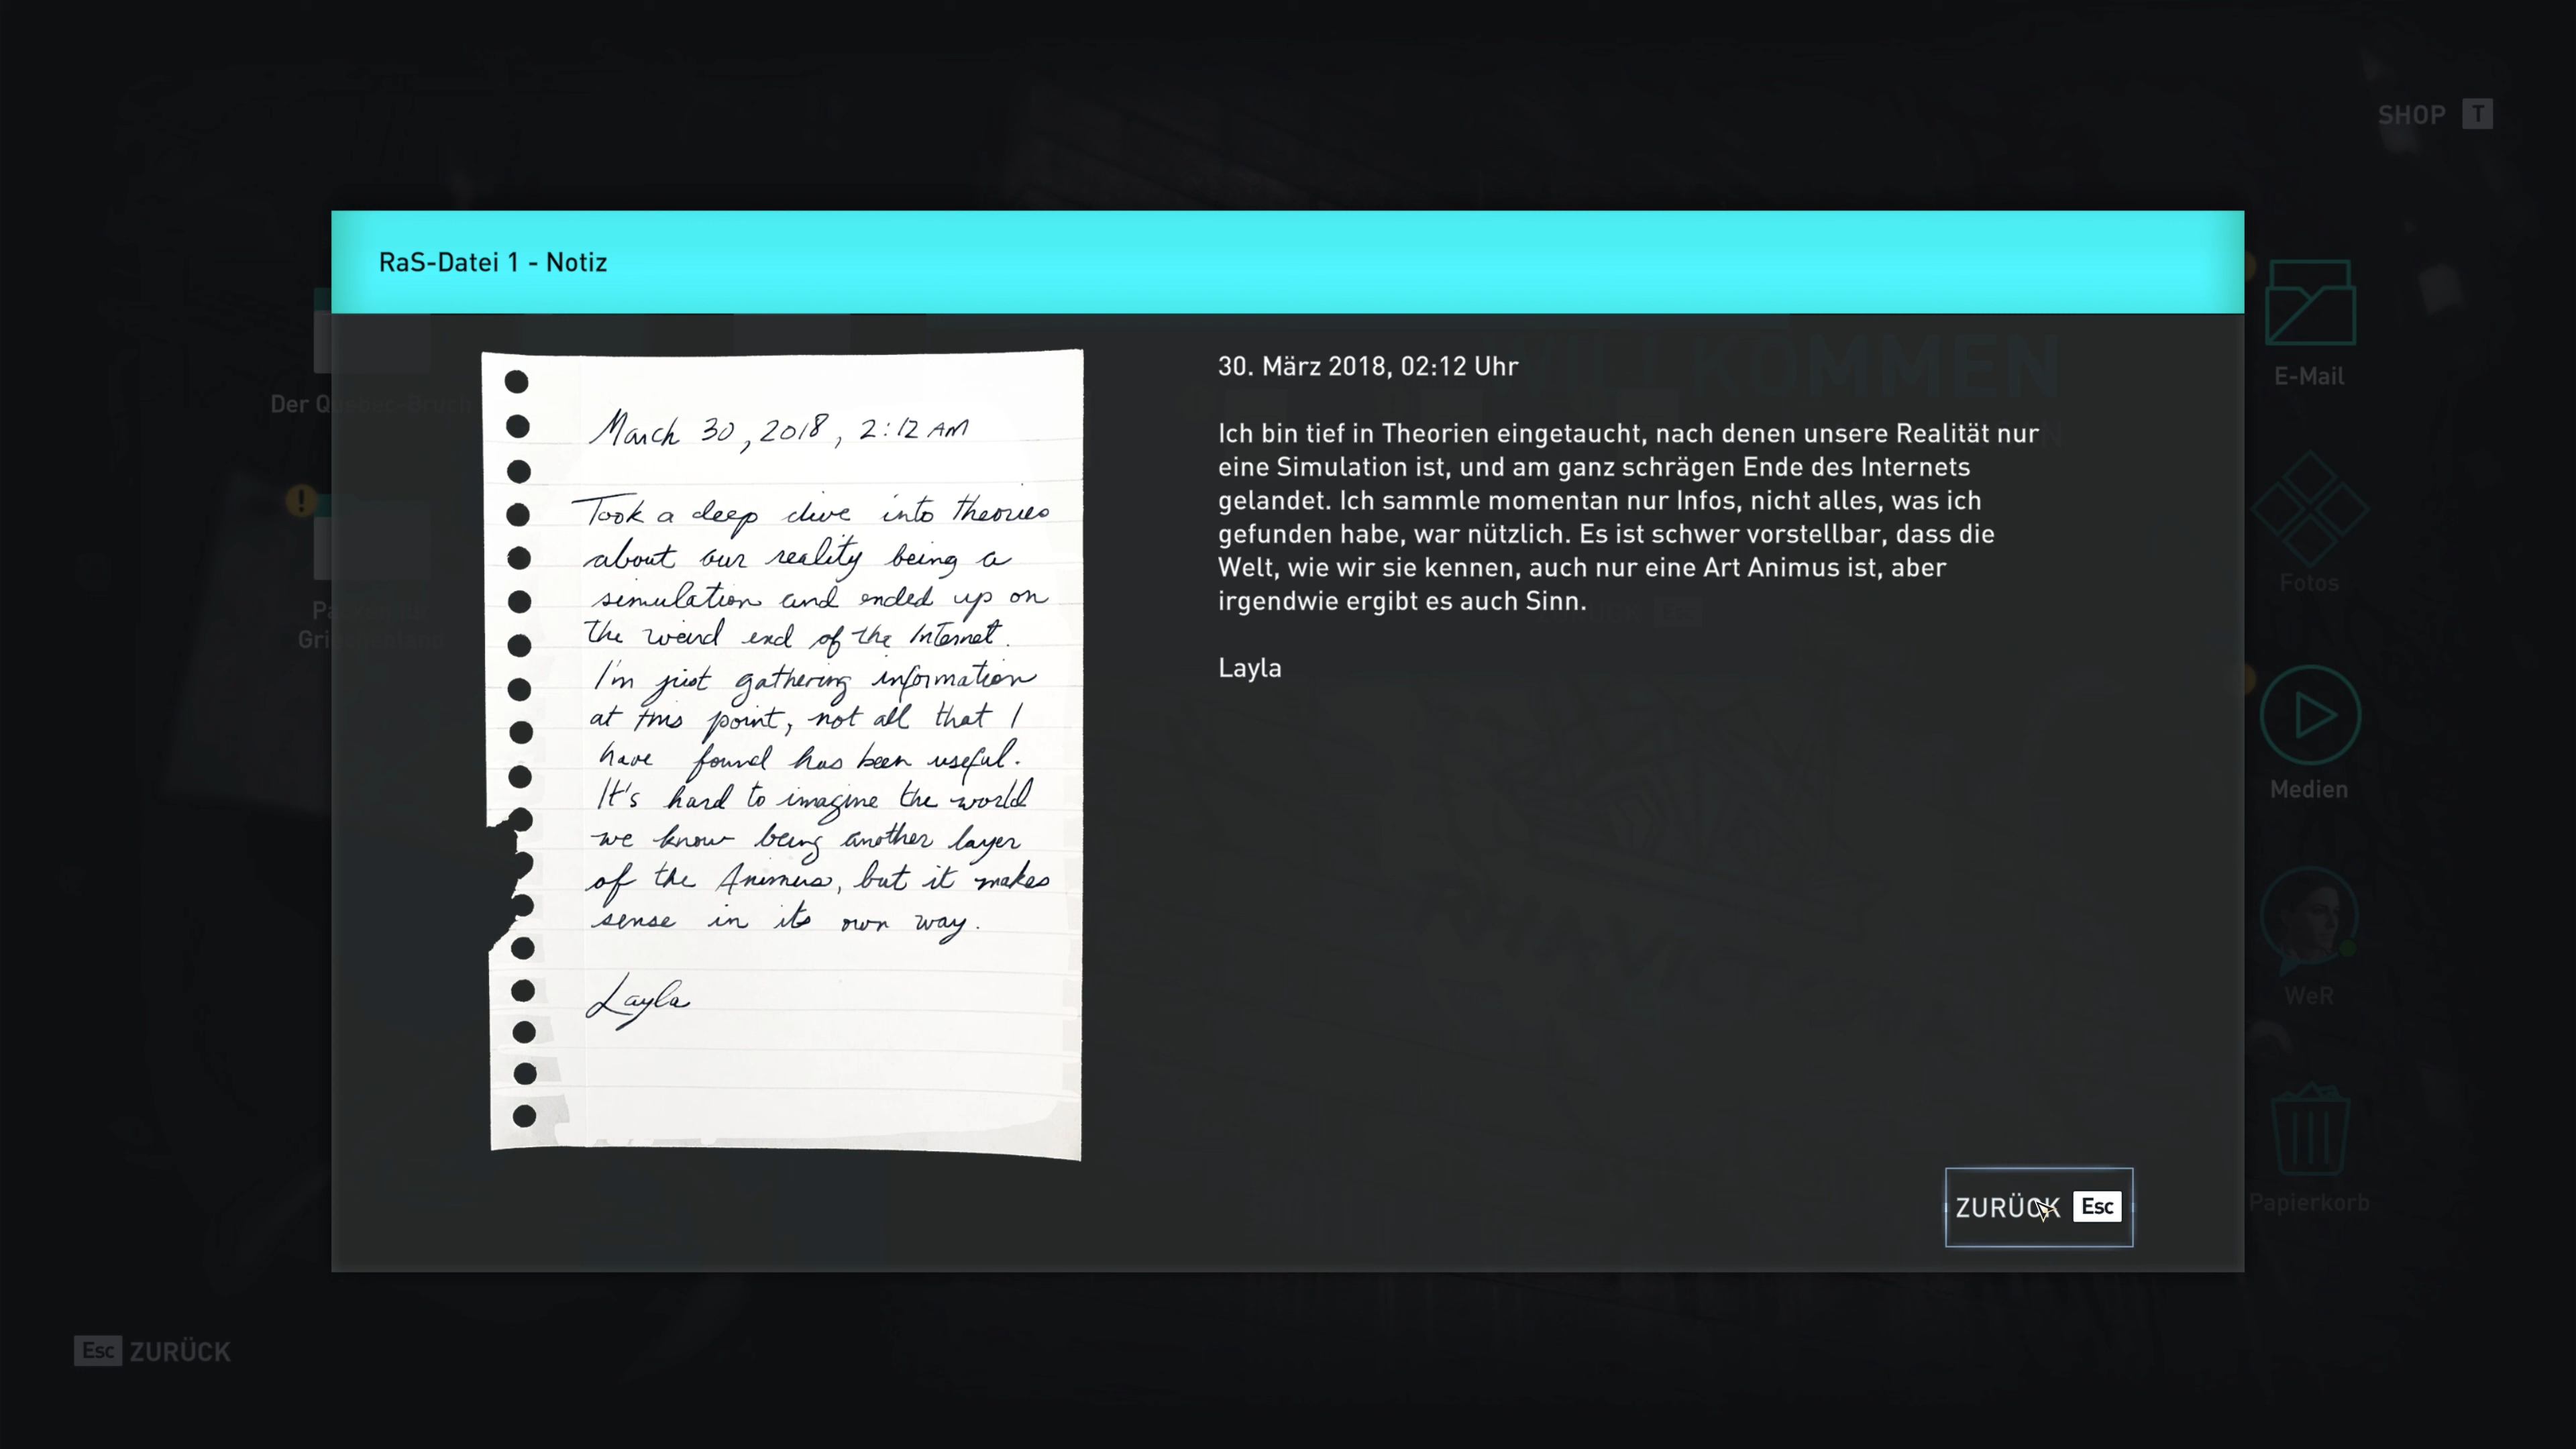 SHOP T
RaS-Datei 1 - Notiz
March 30, 2018, 2:12 AM
Took a deep dive into theories
about our reality being a
simulation and ended up on
the weird end of the Internet.
I'm just gathering information
at this point, not all that I
have found has been useful.
It's hard to imagine the world
we know being another layer
of the Animus, but it makes
sense in its own way.
Layla
30. März 2018, 02:12 Uhr
Ich bin tief in Theorien eingetaucht, nach denen unsere Realität nur
eine Simulation ist, und am ganz schrägen Ende des Internets
gelandet. Ich sammle momentan nur Infos, nicht alles, was ich
gefunden habe, war nützlich. Es ist schwer vorstellbar, dass die
Welt, wie wir sie kennen, auch nur eine Art Animus ist, aber
irgendwie ergibt es auch Sinn.
Layla
ZURÜCK Esc
WILLKOMMEN
ZURÜCK Esc
E-Mail
Fotos
Medien
WeR
Papierkorb
Esc ZURÜCK